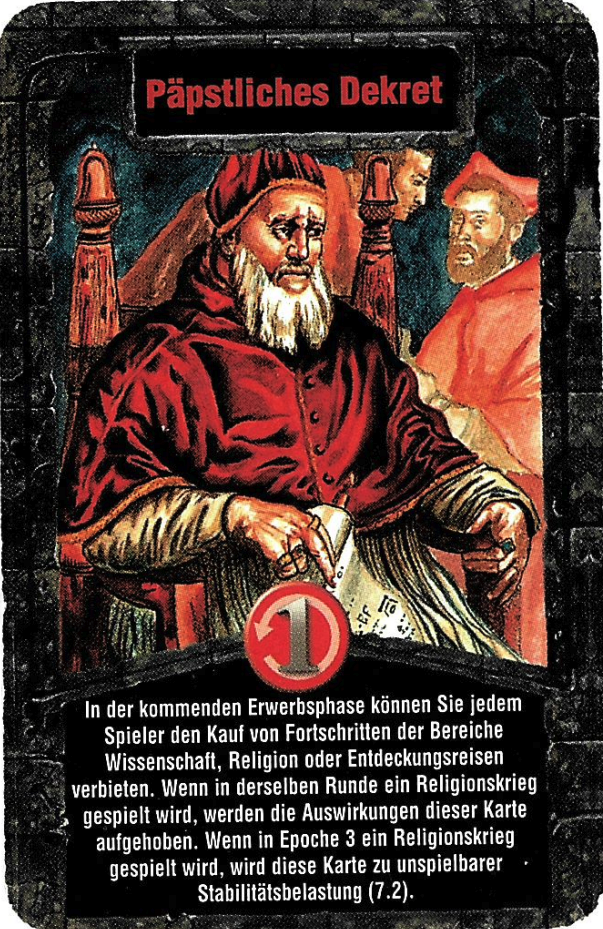 Päpstliches Dekret
1
In der kommenden Erwerbsphase können Sie jedem
Spieler den Kauf von Fortschritten der Bereiche
Wissenschaft, Religion oder Entdeckungsreisen
verbieten. Wenn in derselben Runde ein Religionskrieg
gespielt wird, werden die Auswirkungen dieser Karte
aufgehoben. Wenn in Epoche 3 ein Religionskrieg
gespielt wird, wird diese Karte zu unspielbarer
Stabilitätsbelastung (7.2).